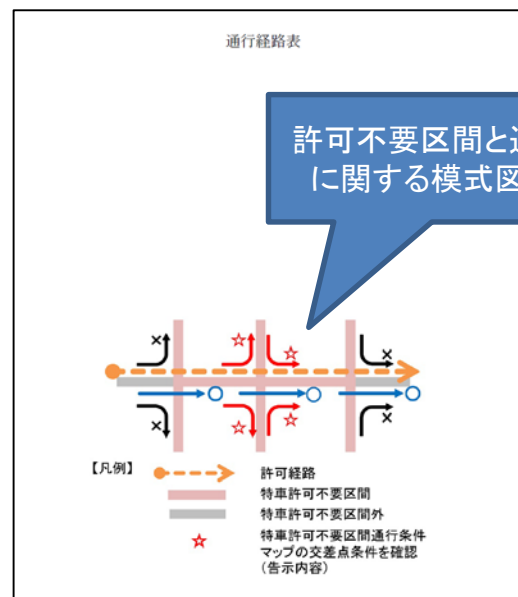 通行経路表
許可不要区間と通
に関する模式図
× ☆ ☆ ×
× ☆ ☆ ×
【凡例】
許可経路
特車許可不要区間
特車許可不要区間外
☆ 特車許可不要区間通行条件
マップの交差点条件を確認
(告示内容)